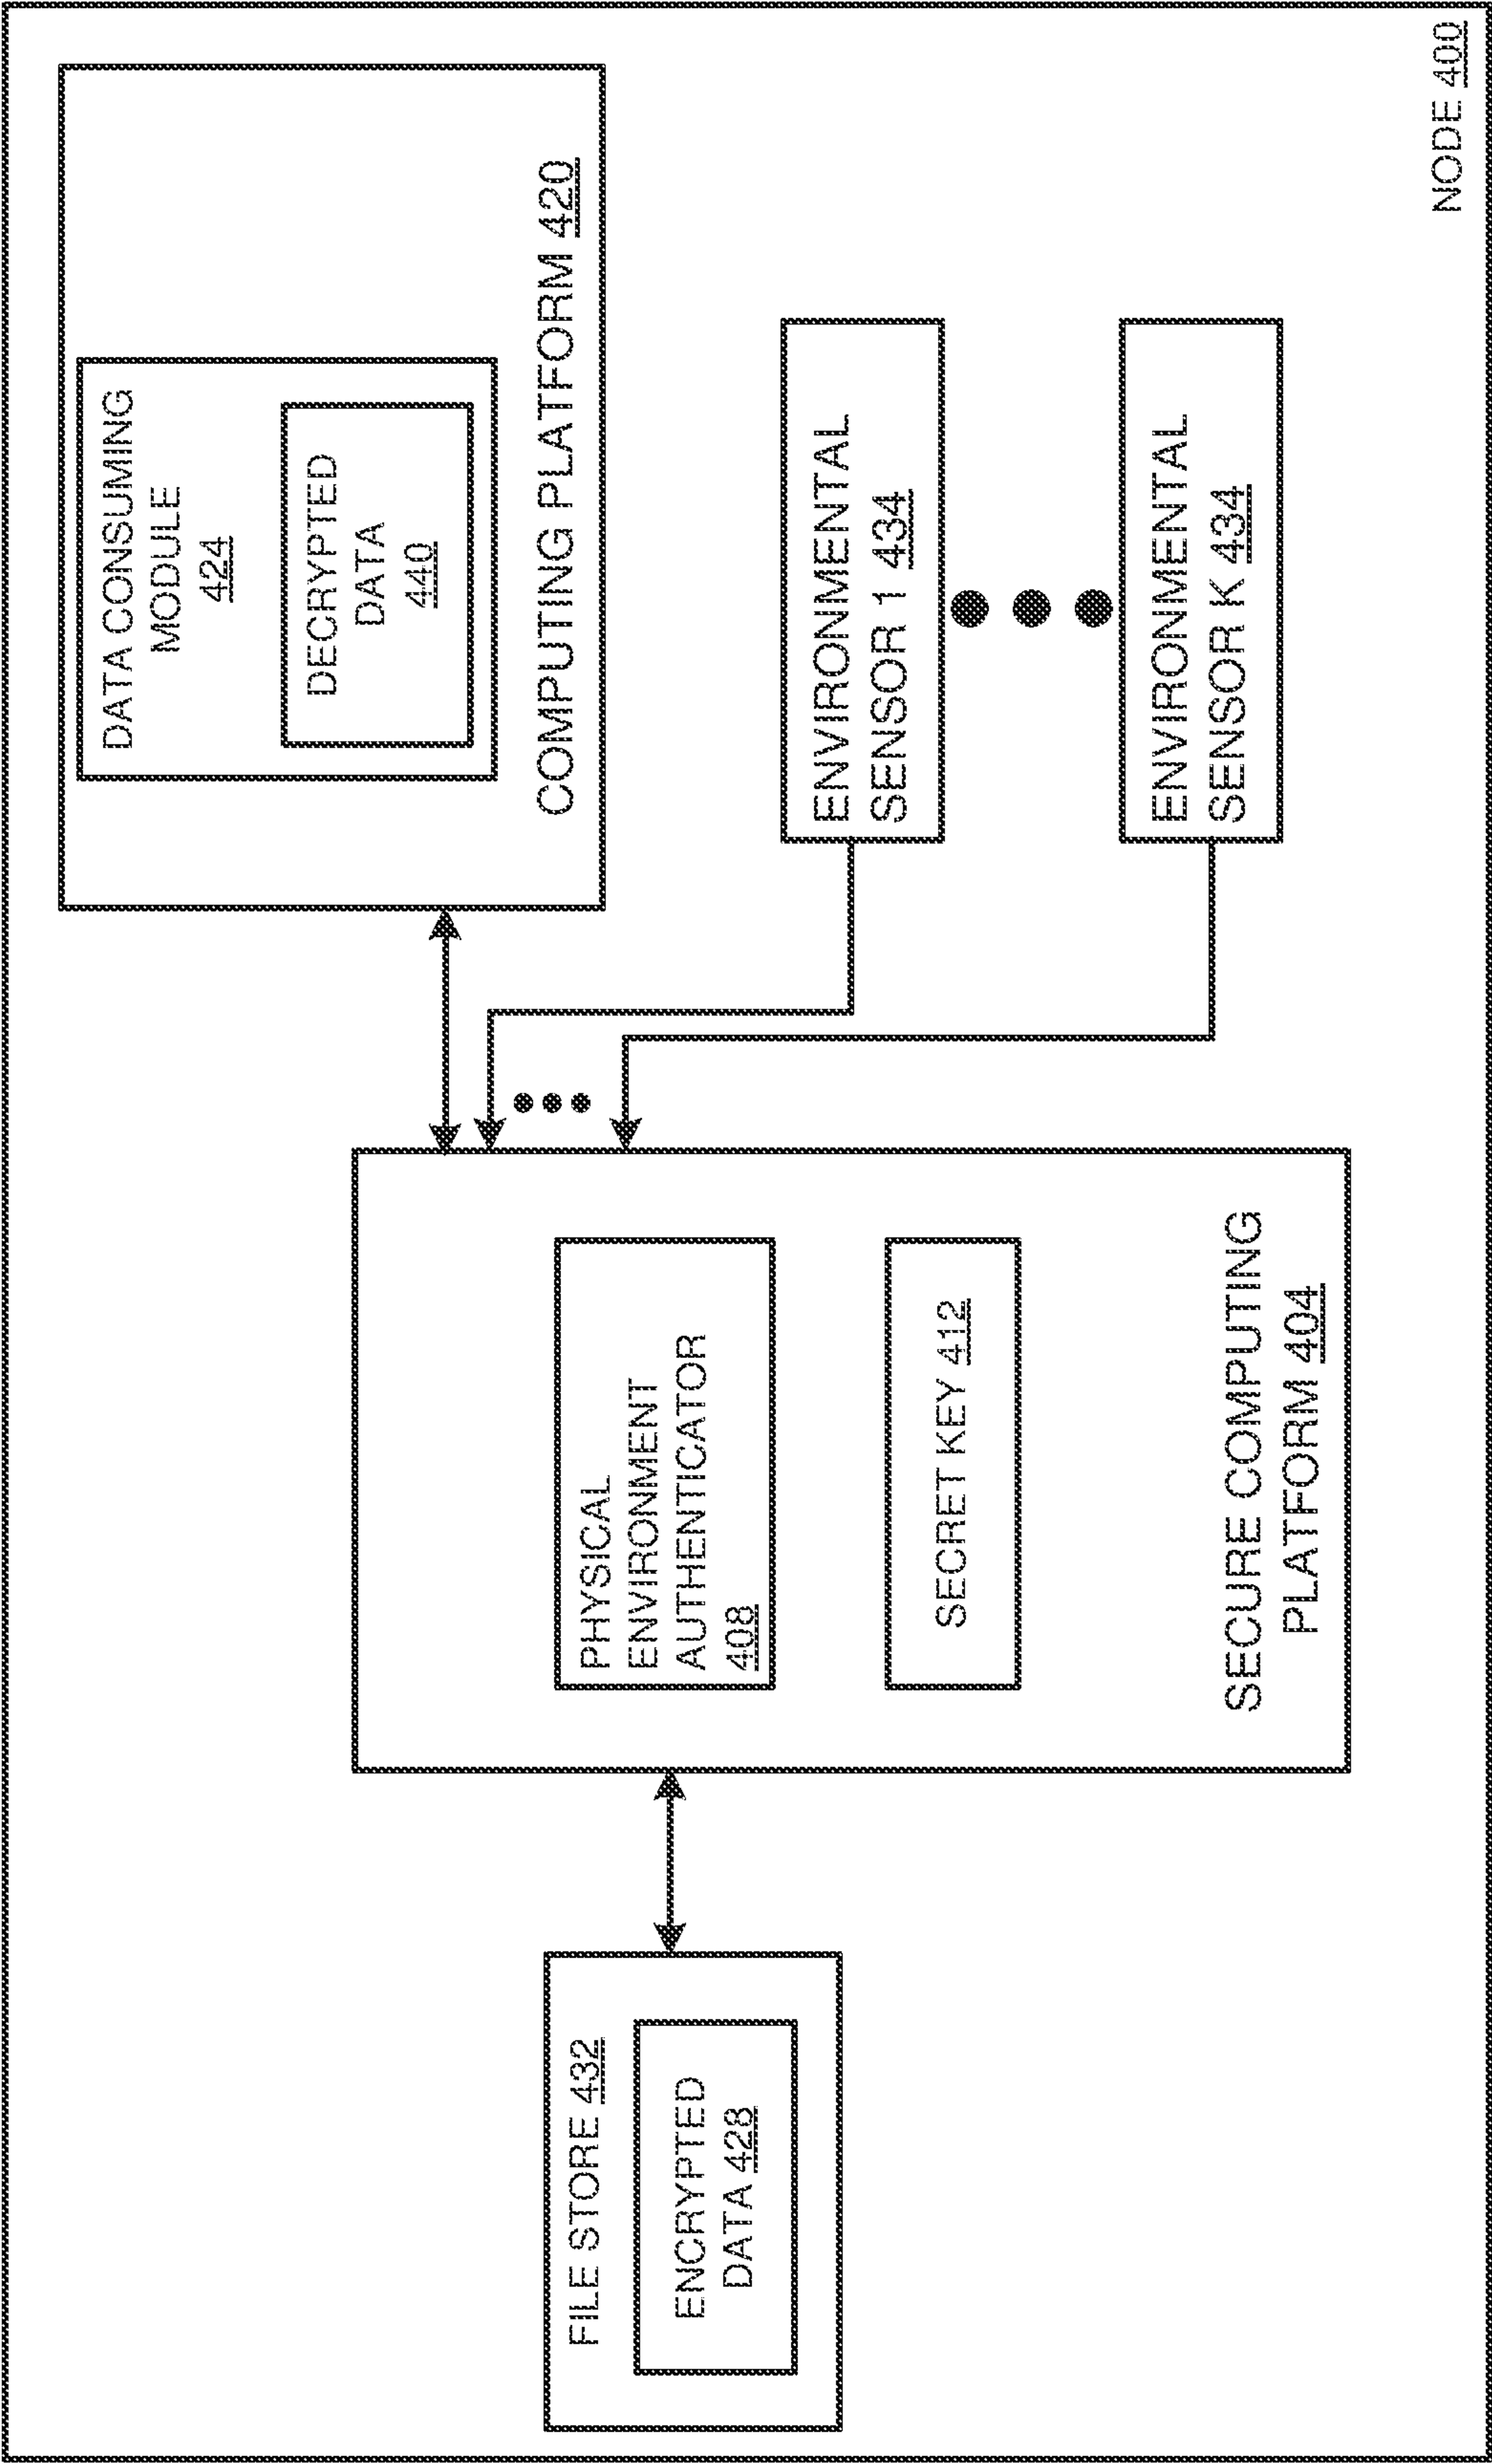 FILE STORE 432
ENCRYPTED
DATA 428
PHYSICAL
ENVIRONMENT
AUTHENTICATOR
408
SECRET KEY 412
SECURE COMPUTING
PLATFORM 404
DATA CONSUMING
MODULE
424
DECRYPTED
DATA
440
COMPUTING PLATFORM 420
ENVIRONMENTAL
SENSOR 1 434
ENVIRONMENTAL
SENSOR K 434
NODE 400